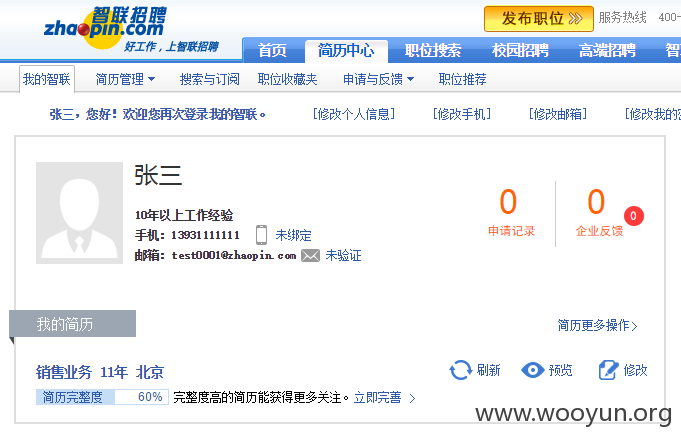 智联招聘
zhaopin.com
好工作，上智联招聘
发布职位 服务热线 400-
首页 简历中心 职位搜索 校园招聘 高端招聘
我的智联 简历管理 搜索与订阅 职位收藏夹 申请与反馈 职位推荐
张三，您好！欢迎您再次登录我的智联。 [修改个人信息] [修改手机] [修改邮箱] [修改我的
张三
10年以上工作经验
手机：13931111111 未绑定
邮箱：test0001@zhaopin.com 未验证
0 0 0
申请记录 企业反馈
我的简历 简历更多操作>
销售业务 11年 北京 刷新 预览 修改
简历完整度 60% 完整度高的简历能获得更多关注。立即完善 >
www.wooyun.org